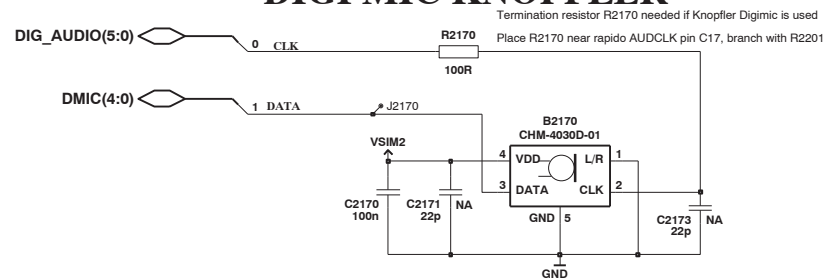 DIGI MIC KNOPFLER
Termination resistor R2170 needed if Knopfler Digimic is used
Place R2170 near rapido AUDCLK pin C17, branch with R2201
DIG_AUDIO(5:0)
0 CLK
R2170
100R
DMIC(4:0)
1 DATA
J2170
B2170
CHM-4030D-01
VSIM2
4 VDD L/R 1
3 DATA CLK 2
GND 5
C2170
100n
C2171 NA
22p
C2173 NA
22p
GND